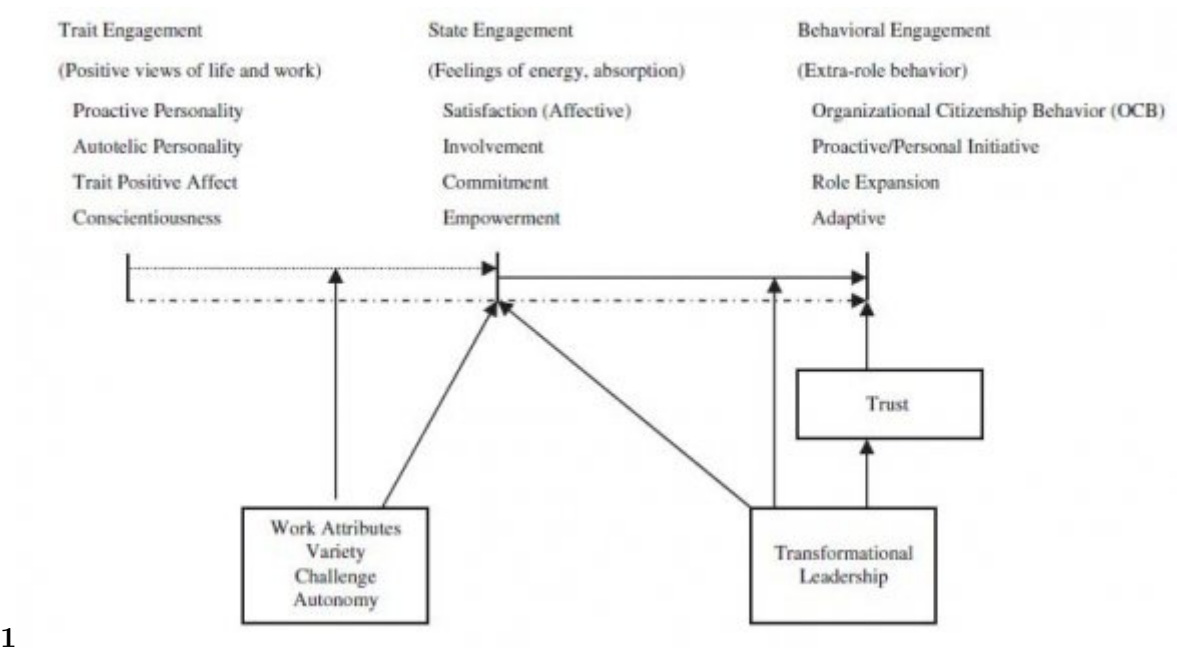 Trait Engagement
(Positive views of life and work)
Proactive Personality
Autotelic Personality
Trait Positive Affect
Conscientiousness
State Engagement
(Feelings of energy, absorption)
Satisfaction (Affective)
Involvement
Commitment
Empowerment
Behavioral Engagement
(Extra-role behavior)
Organizational Citizenship Behavior (OCB)
Proactive/Personal Initiative
Role Expansion
Adaptive
Trust
Work Attributes
Variety
Challenge
Autonomy
Transformational
Leadership
1